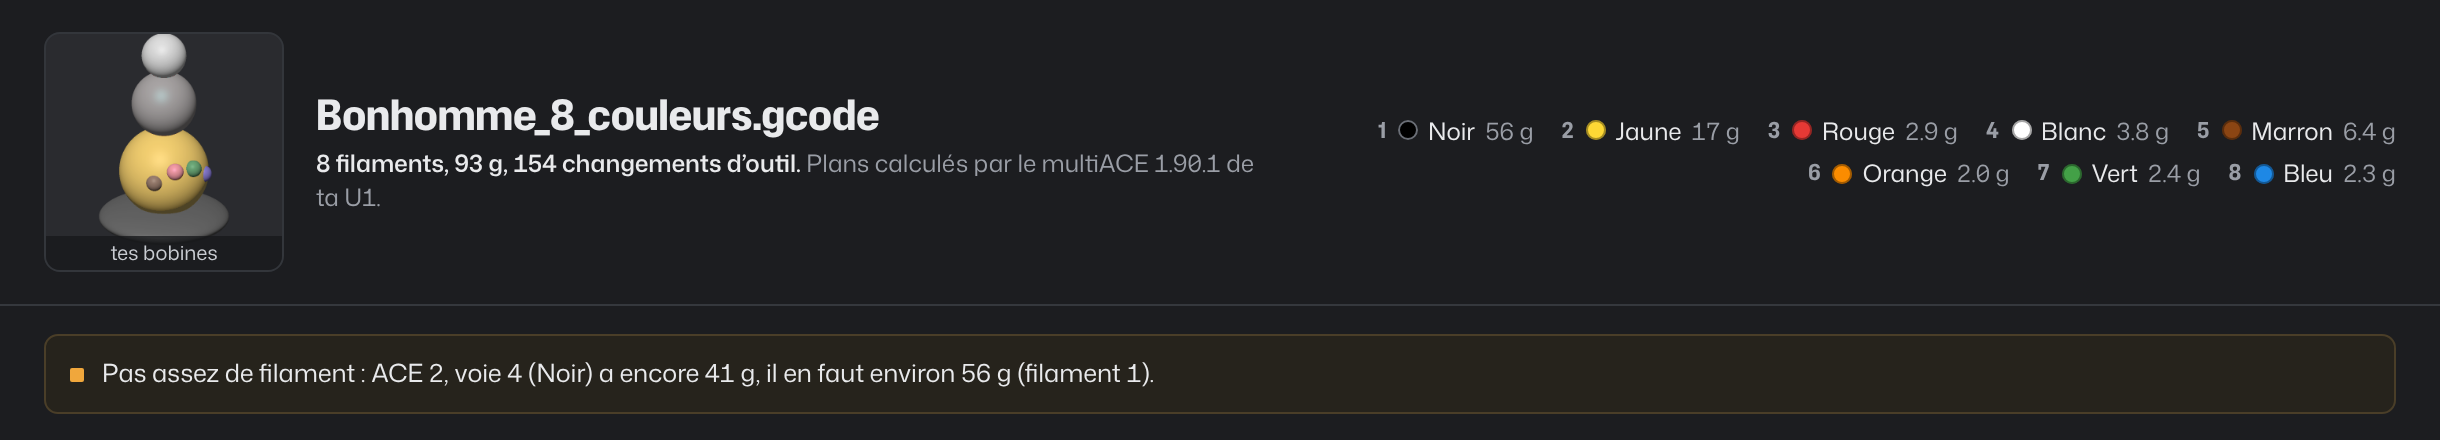 tes bobines
Bonhomme_8_couleurs.gcode
8 filaments, 93 g, 154 changements d’outil. Plans calculés par le multiACE 1.90.1 de
ta U1.
1 Noir 56 g 2 Jaune 17 g 3 Rouge 2.9 g 4 Blanc 3.8 g 5 Marron 6.4 g
6 Orange 2.0 g 7 Vert 2.4 g 8 Bleu 2.3 g
Pas assez de filament : ACE 2, voie 4 (Noir) a encore 41 g, il en faut environ 56 g (filament 1).